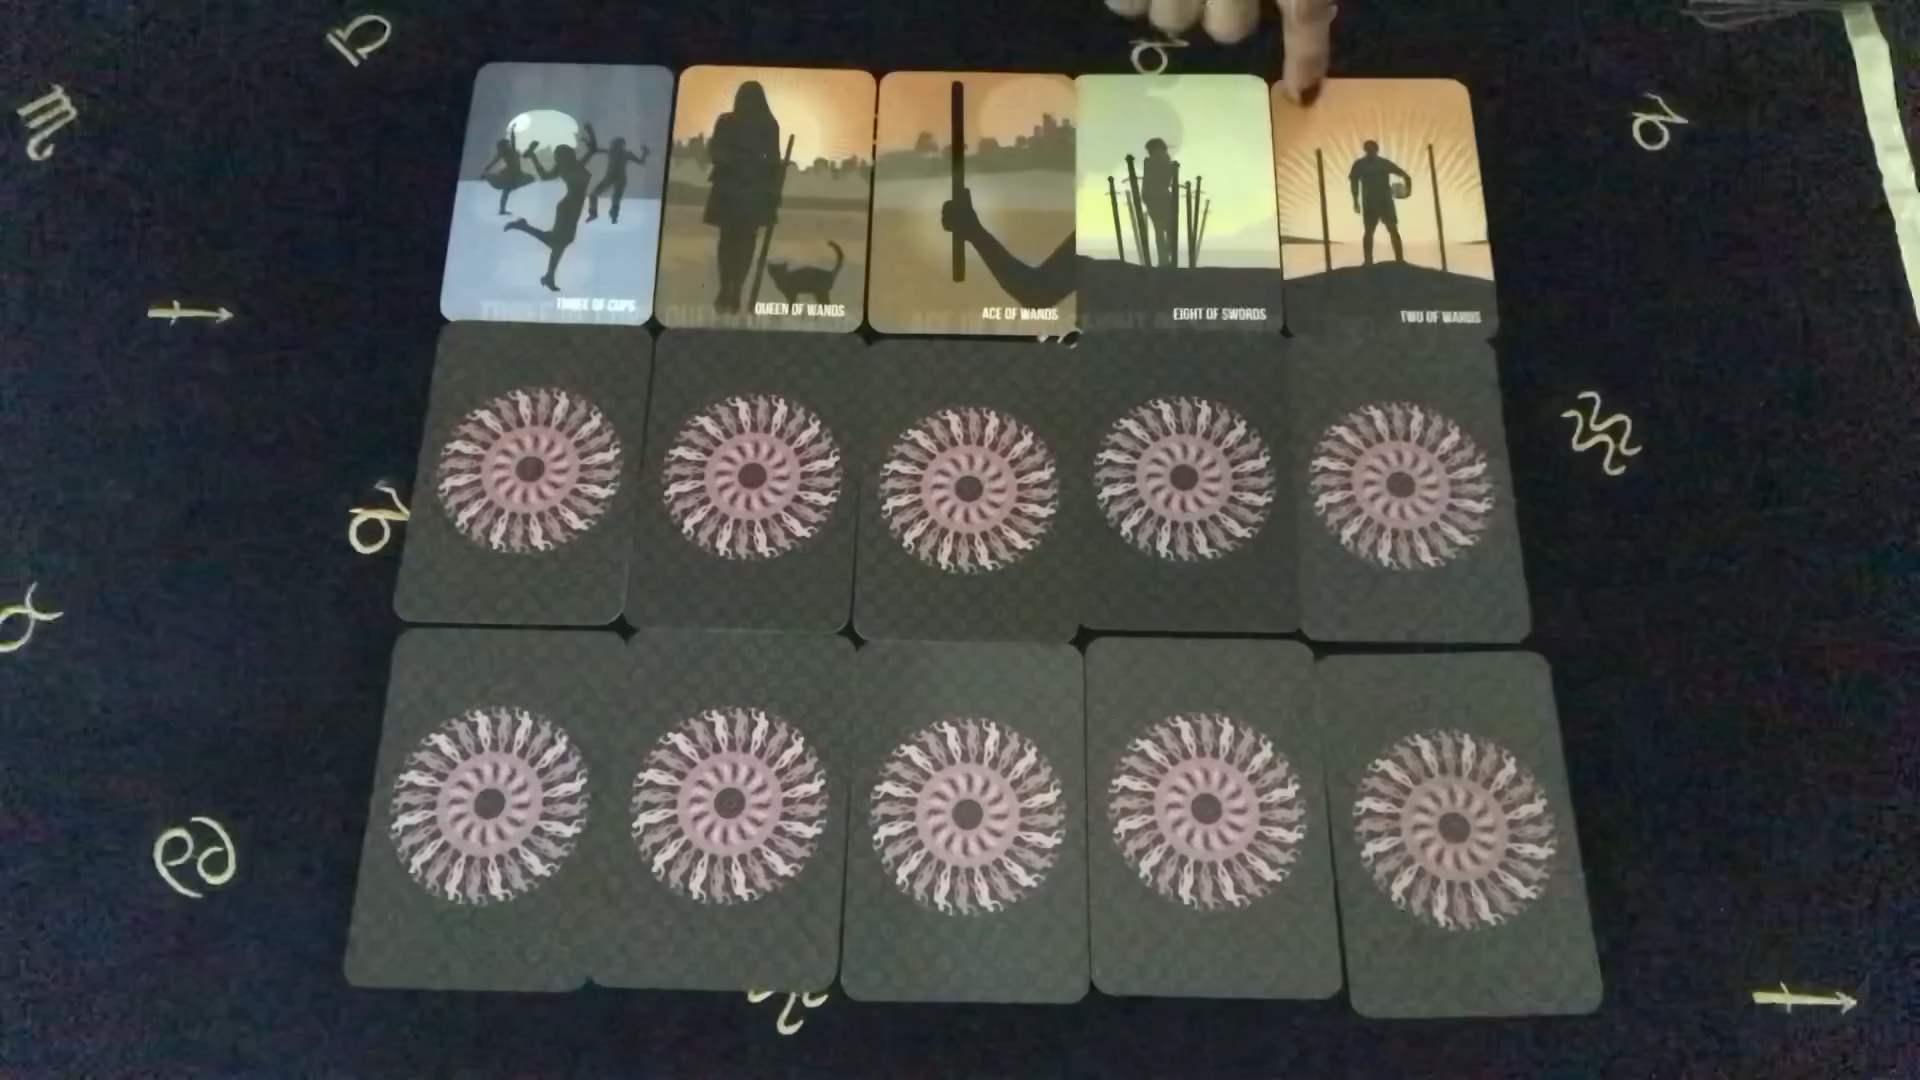 THREE OF CUPS
QUEEN OF WANDS
ACE OF WANDS
EIGHT OF SWORDS
TWO OF WANDS